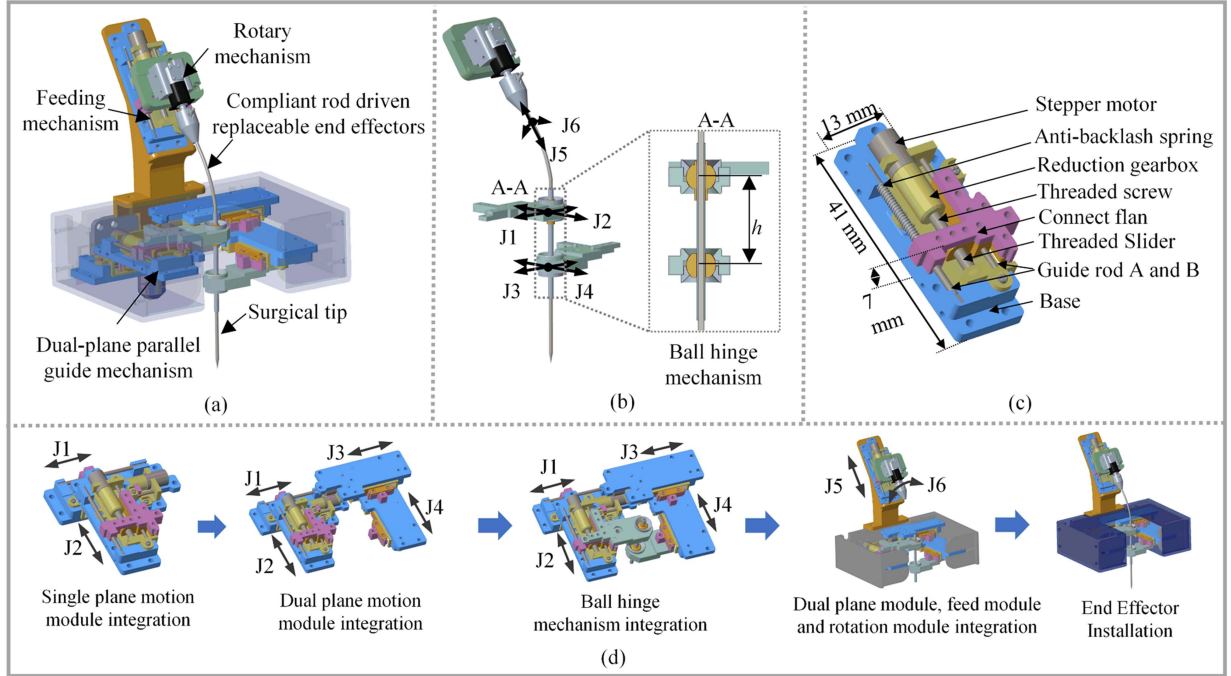 Rotary
mechanism
Feeding
mechanism
Compliant rod driven
replaceable end effectors
Surgical tip
Dual-plane parallel
guide mechanism
(a)
J6
J5
A-A
J2
J1
J3
J4
A-A
h
Ball hinge
mechanism
(b)
13 mm
41 mm
7
mm
Stepper motor
Anti-backlash spring
Reduction gearbox
Threaded screw
Connect flan
Threaded Slider
Guide rod A and B
Base
(c)
J1
J2
Single plane motion
module integration
J3
J1
J4
J2
Dual plane motion
module integration
J3
J1
J4
J2
Ball hinge
mechanism integration
J5
J6
Dual plane module, feed module
and rotation module integration
End Effector
Installation
(d)